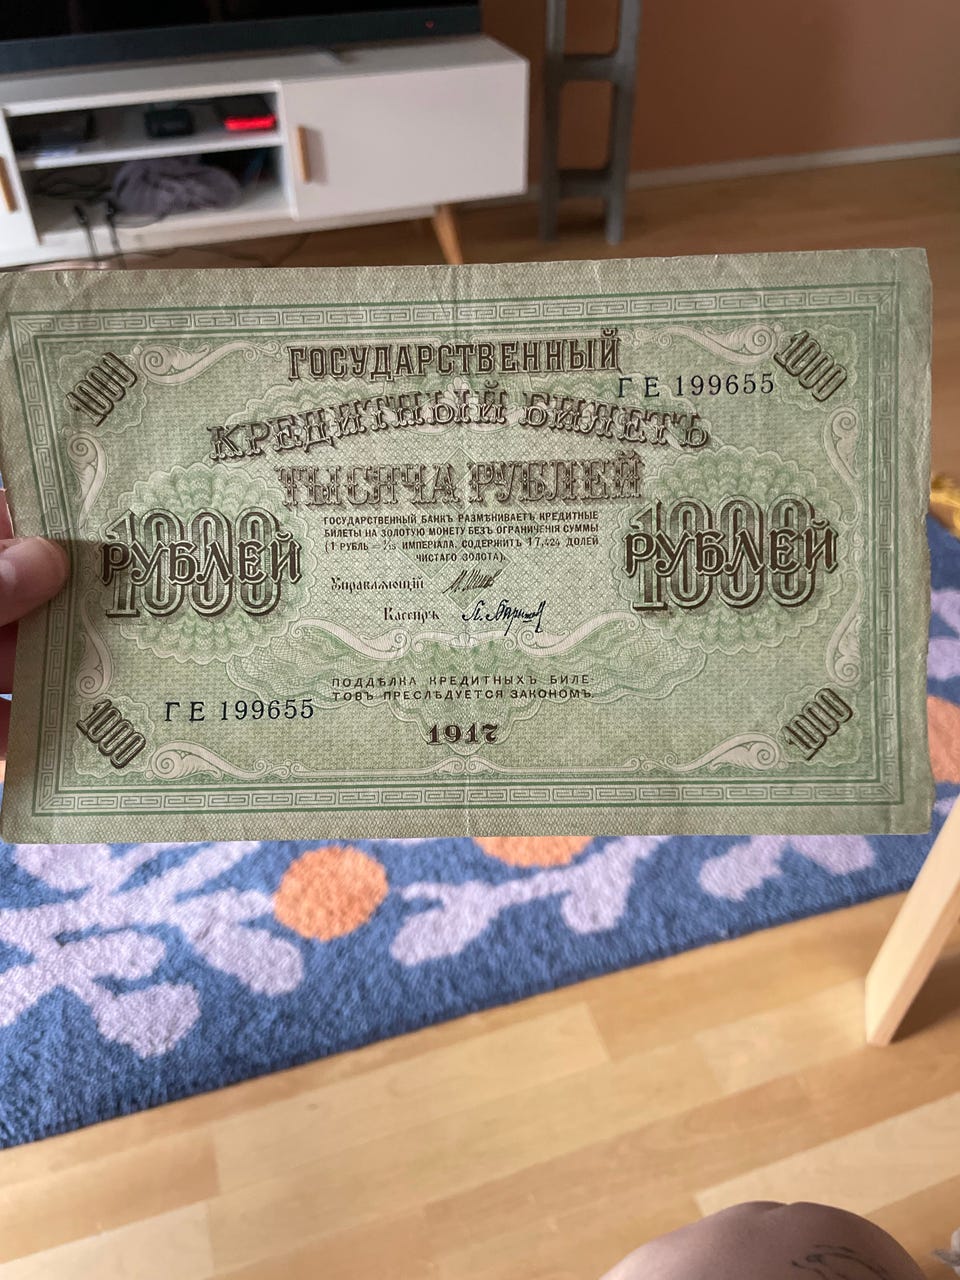 1000
ГОСУДАРСТВЕННЫЙ
1000
ГЕ 199655
КРЕДИТНЫЙ БИЛЕТЪ
ТЫСЯЧА РУБЛЕЙ
1000
РУБЛЕЙ
ГОСУДАРСТВЕННЫЙ БАНКЪ РАЗМѢНИВАЕТЪ КРЕДИТНЫЕ
БИЛЕТЫ НА ЗОЛОТУЮ МОНЕТУ БЕЗЪ ОГРАНИЧЕНІЯ СУММЫ
(1 РУБЛЬ = 1/15 ИМПЕРІАЛА, СОДЕРЖИТЪ 17,424 ДОЛЕЙ
ЧИСТАГО ЗОЛОТА).
1000
РУБЛЕЙ
Управляющій
Кассиръ
ПОДДѢЛКА КРЕДИТНЫХЪ БИЛЕ-
ТОВЪ ПРЕСЛѢДУЕТСЯ ЗАКОНОМЪ.
ГЕ 199655
1000
1917
1000